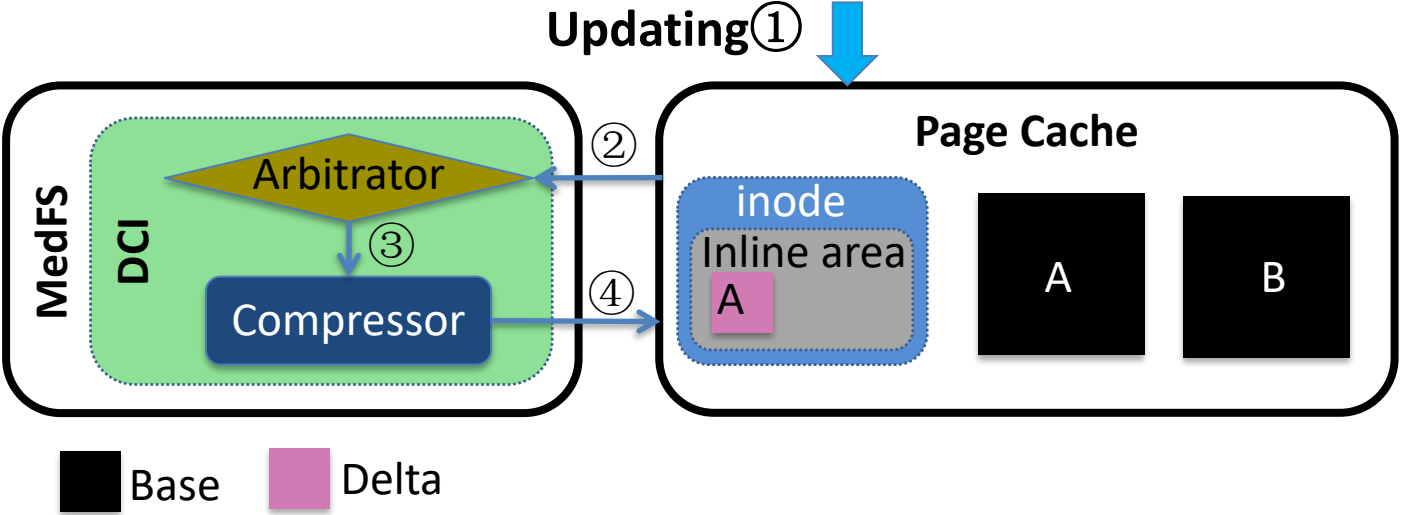 Updating①
MedFS
DCI
Arbitrator
③
Compressor
②
④
Page Cache
inode
Inline area
A
A
B
Base
Delta